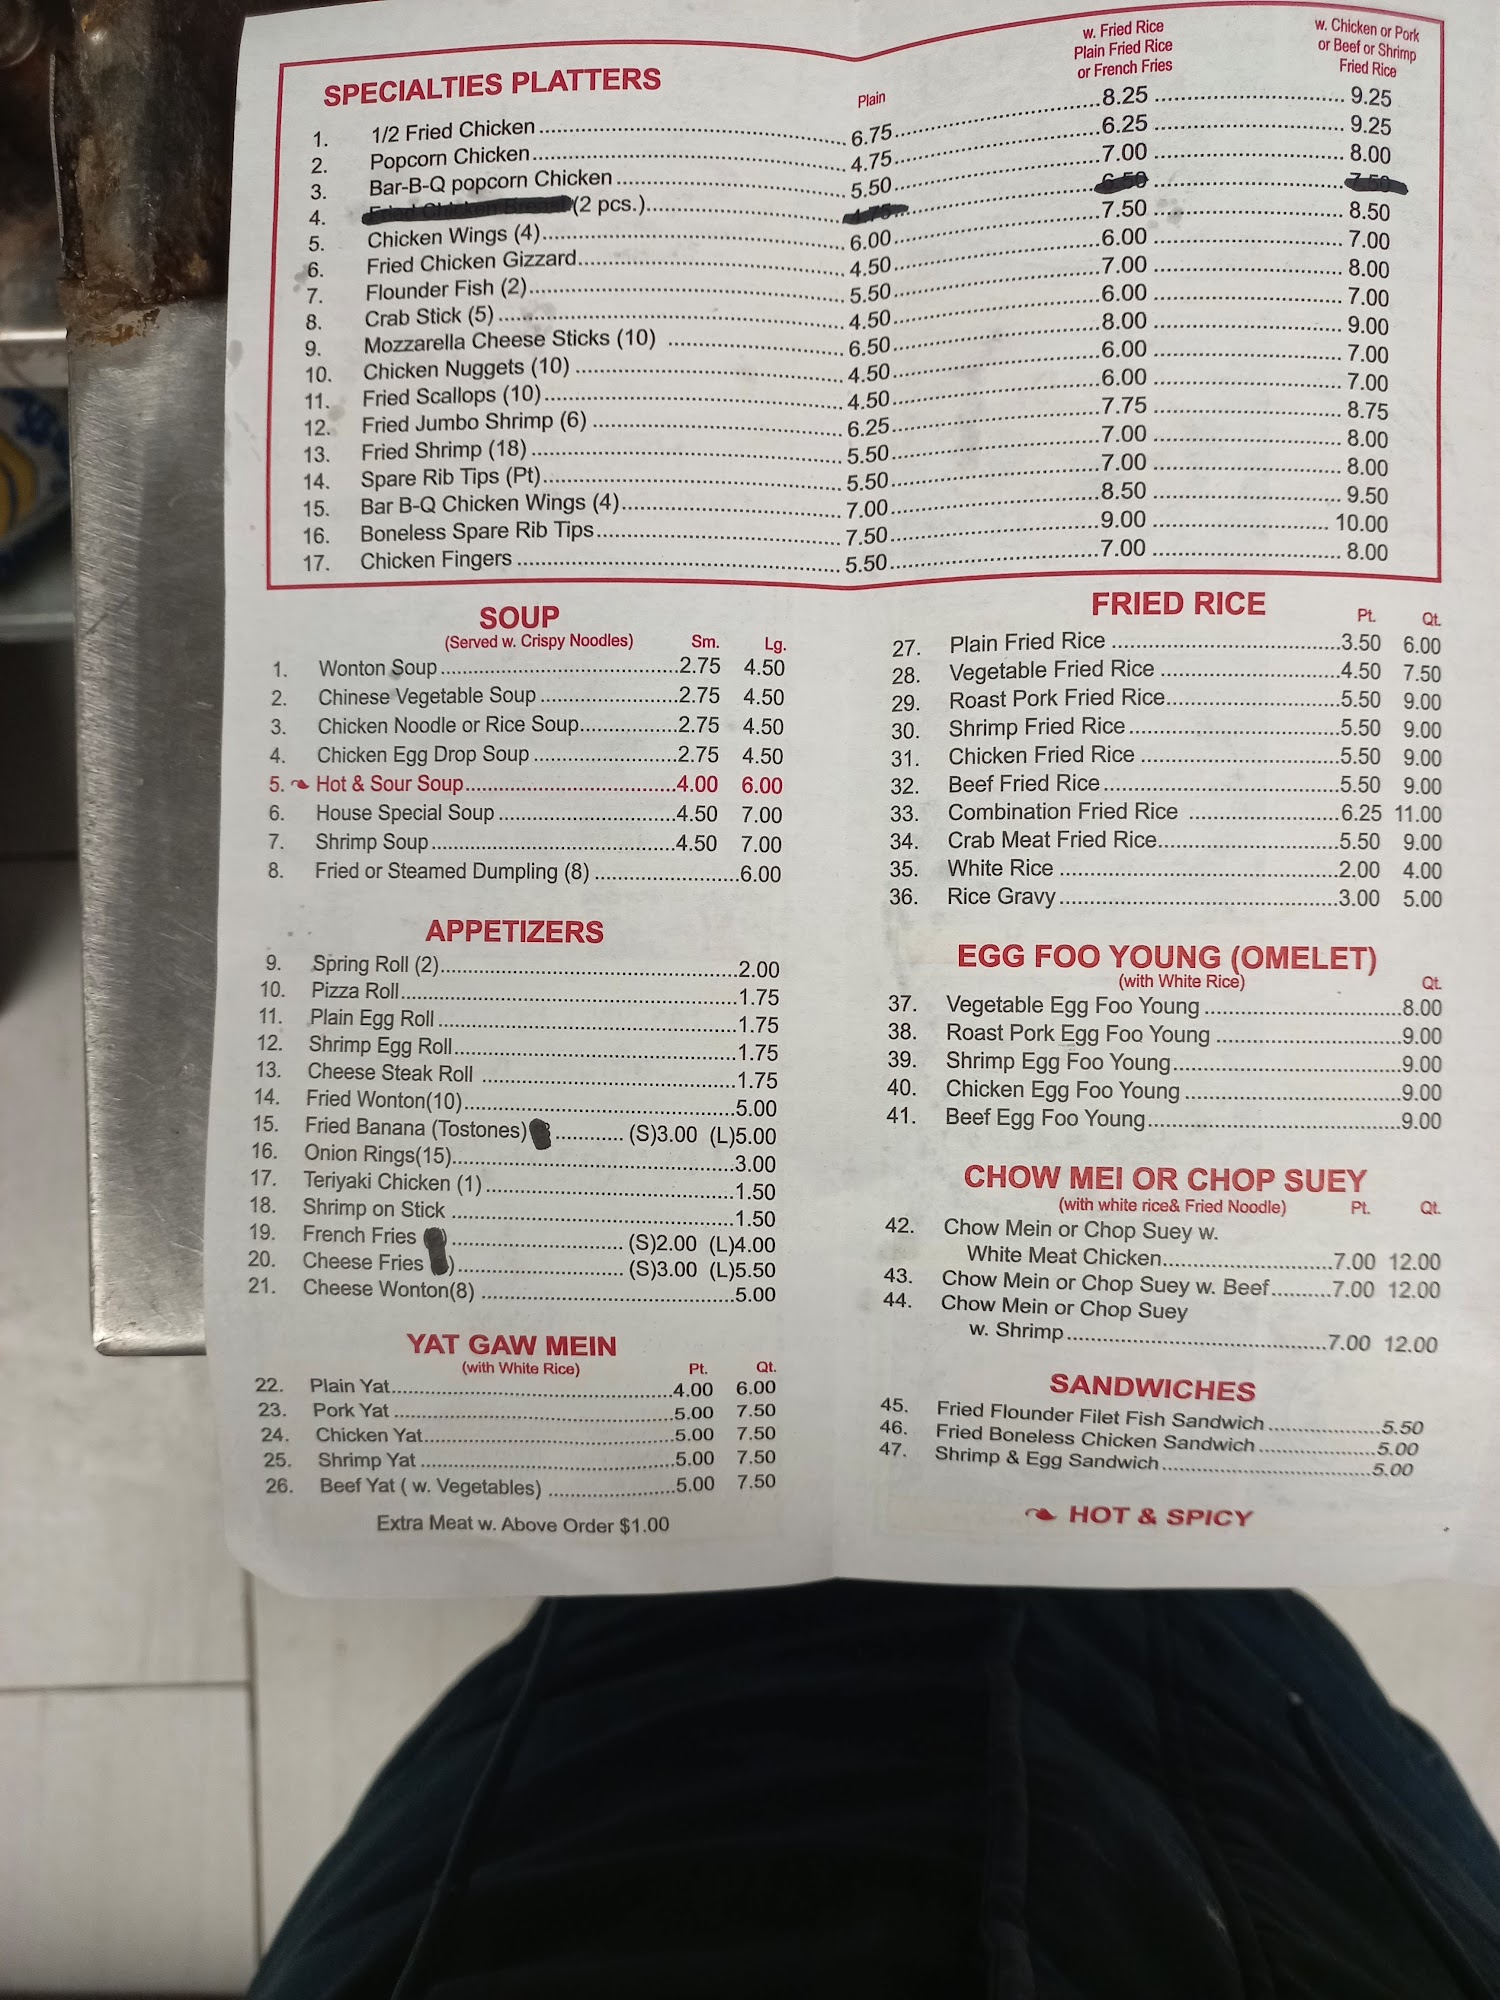 w. Fried Rice
Plain Fried Rice
or French Fries
w. Chicken or Pork
or Beef or Shrimp
Fried Rice
SPECIALTIES PLATTERS
Plain
1. 1/2 Fried Chicken 6.75 8.25 9.25
2. Popcorn Chicken 4.75 6.25 9.25
3. Bar-B-Q popcorn Chicken 5.50 7.00 8.00
4. Fried Chicken Breast (2 pcs.) 4.75 6.50 7.50
5. Chicken Wings (4) 6.00 7.50 8.50
6. Fried Chicken Gizzard 4.50 6.00 7.00
7. Flounder Fish (2) 5.50 7.00 8.00
8. Crab Stick (5) 4.50 6.00 7.00
9. Mozzarella Cheese Sticks (10) 6.50 8.00 9.00
10. Chicken Nuggets (10) 4.50 6.00 7.00
11. Fried Scallops (10) 4.50 6.00 7.00
12. Fried Jumbo Shrimp (6) 6.25 7.75 8.75
13. Fried Shrimp (18) 5.50 7.00 8.00
14. Spare Rib Tips (Pt) 5.50 7.00 8.00
15. Bar B-Q Chicken Wings (4) 7.00 8.50 9.50
16. Boneless Spare Rib Tips 7.50 9.00 10.00
17. Chicken Fingers 5.50 7.00 8.00
SOUP
(Served w. Crispy Noodles) Sm. Lg.
1. Wonton Soup 2.75 4.50
2. Chinese Vegetable Soup 2.75 4.50
3. Chicken Noodle or Rice Soup 2.75 4.50
4. Chicken Egg Drop Soup 2.75 4.50
5. Hot & Sour Soup 4.00 6.00
6. House Special Soup 4.50 7.00
7. Shrimp Soup 4.50 7.00
8. Fried or Steamed Dumpling (8) 6.00
APPETIZERS
9. Spring Roll (2) 2.00
10. Pizza Roll 1.75
11. Plain Egg Roll 1.75
12. Shrimp Egg Roll 1.75
13. Cheese Steak Roll 1.75
14. Fried Wonton(10) 5.00
15. Fried Banana (Tostones) (S)3.00 (L)5.00
16. Onion Rings(15) 3.00
17. Teriyaki Chicken (1) 1.50
18. Shrimp on Stick 1.50
19. French Fries ( ) (S)2.00 (L)4.00
20. Cheese Fries ( ) (S)3.00 (L)5.50
21. Cheese Wonton(8) 5.00
YAT GAW MEIN
(with White Rice) Pt. Qt.
22. Plain Yat 4.00 6.00
23. Pork Yat 5.00 7.50
24. Chicken Yat 5.00 7.50
25. Shrimp Yat 5.00 7.50
26. Beef Yat ( w. Vegetables) 5.00 7.50
Extra Meat w. Above Order $1.00
FRIED RICE
Pt. Qt.
27. Plain Fried Rice 3.50 6.00
28. Vegetable Fried Rice 4.50 7.50
29. Roast Pork Fried Rice 5.50 9.00
30. Shrimp Fried Rice 5.50 9.00
31. Chicken Fried Rice 5.50 9.00
32. Beef Fried Rice 5.50 9.00
33. Combination Fried Rice 6.25 11.00
34. Crab Meat Fried Rice 5.50 9.00
35. White Rice 2.00 4.00
36. Rice Gravy 3.00 5.00
EGG FOO YOUNG (OMELET)
(with White Rice) Qt.
37. Vegetable Egg Foo Young 8.00
38. Roast Pork Egg Foo Young 9.00
39. Shrimp Egg Foo Young 9.00
40. Chicken Egg Foo Young 9.00
41. Beef Egg Foo Young 9.00
CHOW MEI OR CHOP SUEY
(with white rice& Fried Noodle) Pt. Qt.
42. Chow Mein or Chop Suey w.
White Meat Chicken 7.00 12.00
43. Chow Mein or Chop Suey w. Beef 7.00 12.00
44. Chow Mein or Chop Suey
w. Shrimp 7.00 12.00
SANDWICHES
45. Fried Flounder Filet Fish Sandwich 5.50
46. Fried Boneless Chicken Sandwich 5.00
47. Shrimp & Egg Sandwich 5.00
HOT & SPICY